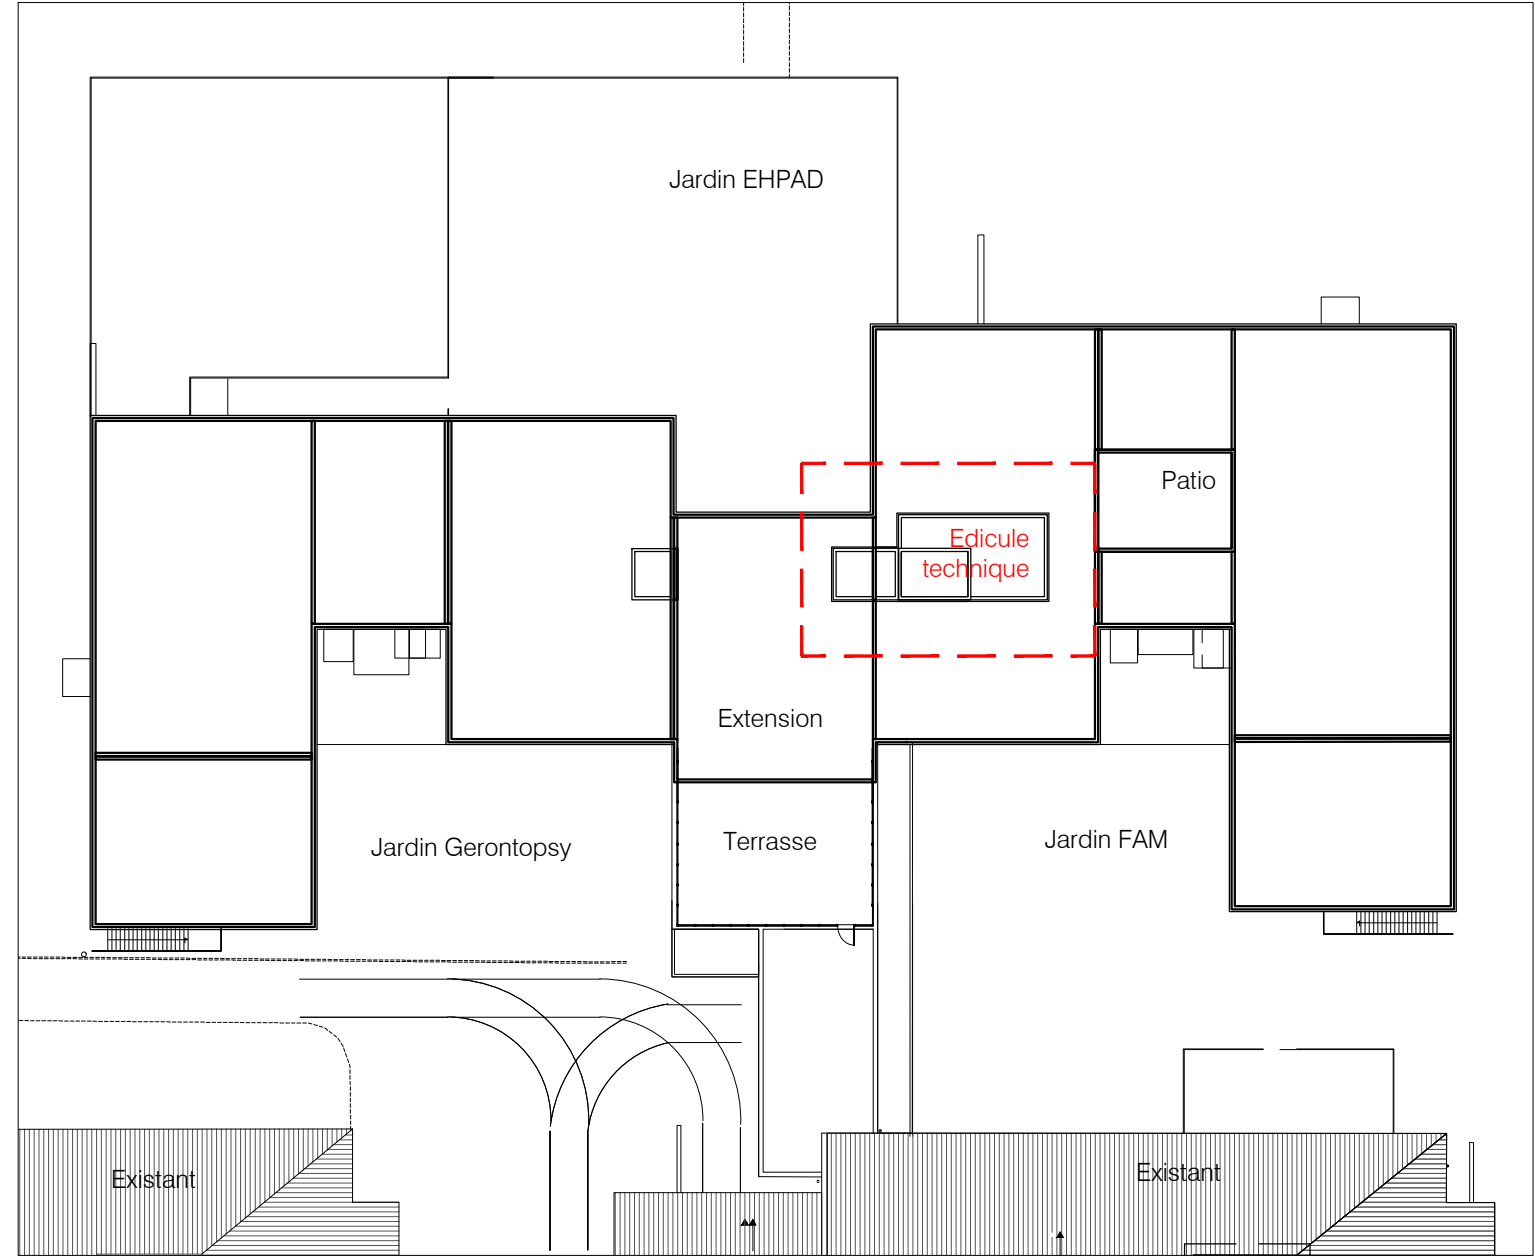 Jardin EHPAD
Patio
Edicule
technique
Extension
Jardin Gerontopsy
Terrasse
Jardin FAM
Existant
Existant